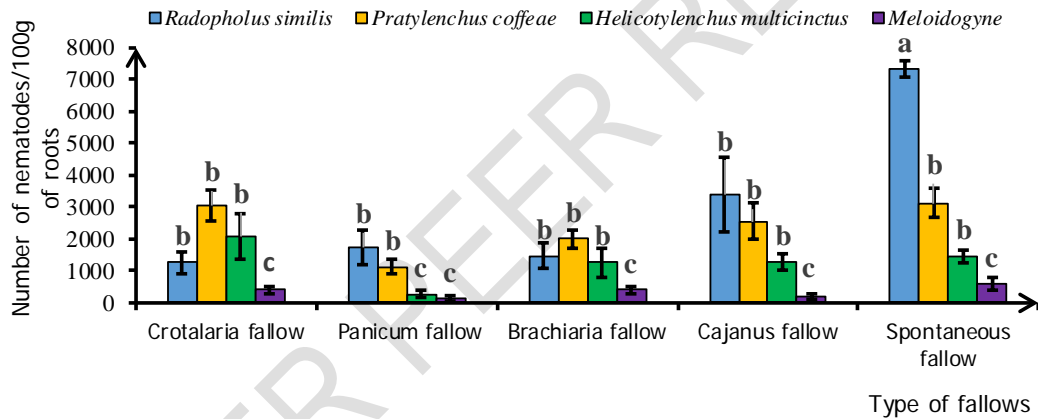 Radopholus similis Pratylenchus coffeae Helicotylenchus multicinctus Meloidogyne
Number of nematodes/100g
of roots
8000
7000
6000
5000
4000
3000
2000
1000
0
b b b c
b b c c
b b b c
b b b c
a b b c
Crotalaria fallow Panicum fallow Brachiaria fallow Cajanus fallow Spontaneous
fallow
Type of fallows
PEER